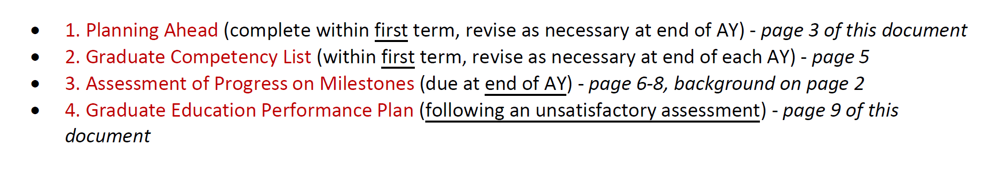 • 1. Planning Ahead (complete within first term, revise as necessary at end of AY) - page 3 of this document
• 2. Graduate Competency List (within first term, revise as necessary at end of each AY) - page 5
• 3. Assessment of Progress on Milestones (due at end of AY) - page 6-8, background on page 2
• 4. Graduate Education Performance Plan (following an unsatisfactory assessment) - page 9 of this
document